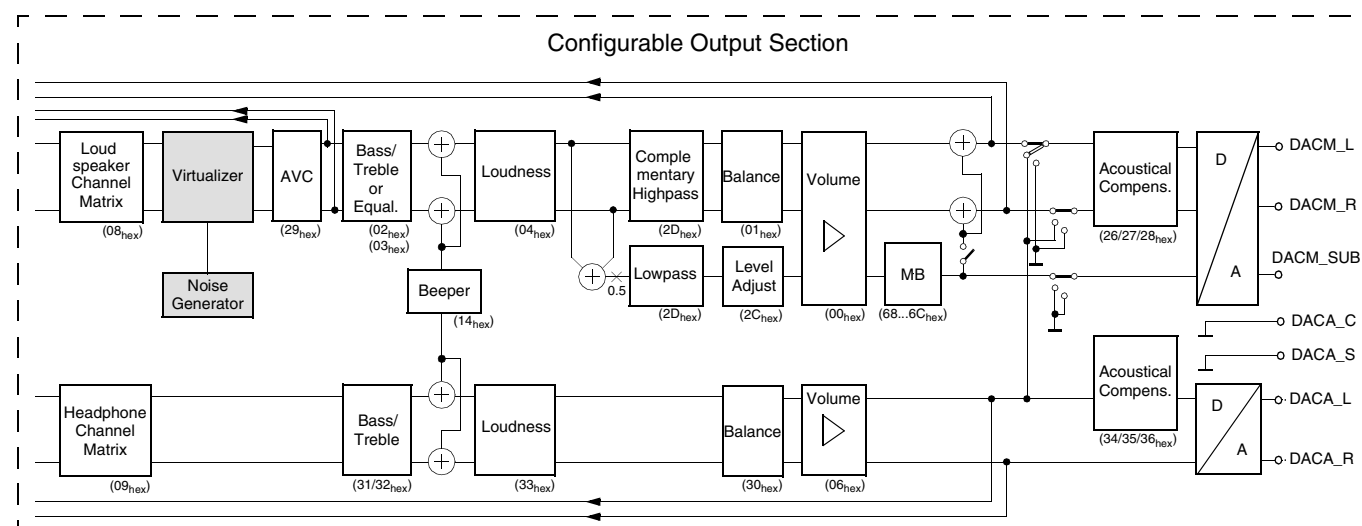 Configurable Output Section
Loud
speaker
Channel
Matrix
(08hex)
Virtualizer
Noise
Generator
AVC
(29hex)
Bass/
Treble
or
Equal.
(02hex)
(03hex)
Beeper
(14hex)
Loudness
(04hex)
0.5
Comple
mentary
Highpass
(2Dhex)
Lowpass
(2Dhex)
Balance
(01hex)
Level
Adjust
(2Chex)
Volume
(00hex)
MB
(68...6Chex)
Acoustical
Compens.
(26/27/28hex)
D
A
DACM_L
DACM_R
DACM_SUB
DACA_C
DACA_S
Headphone
Channel
Matrix
(09hex)
Bass/
Treble
(31/32hex)
Loudness
(33hex)
Balance
(30hex)
Volume
(06hex)
Acoustical
Compens.
(34/35/36hex)
D
A
DACA_L
DACA_R